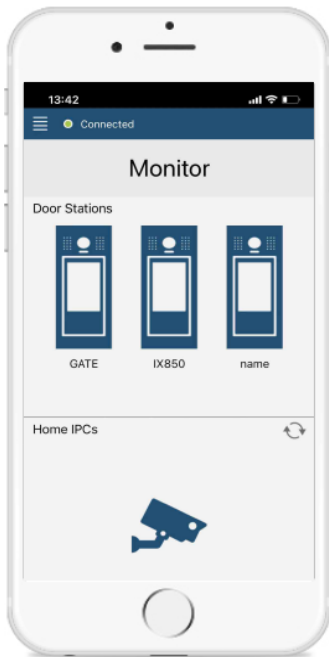 13:42
Connected
Monitor
Door Stations
GATE IX850 name
Home IPCs